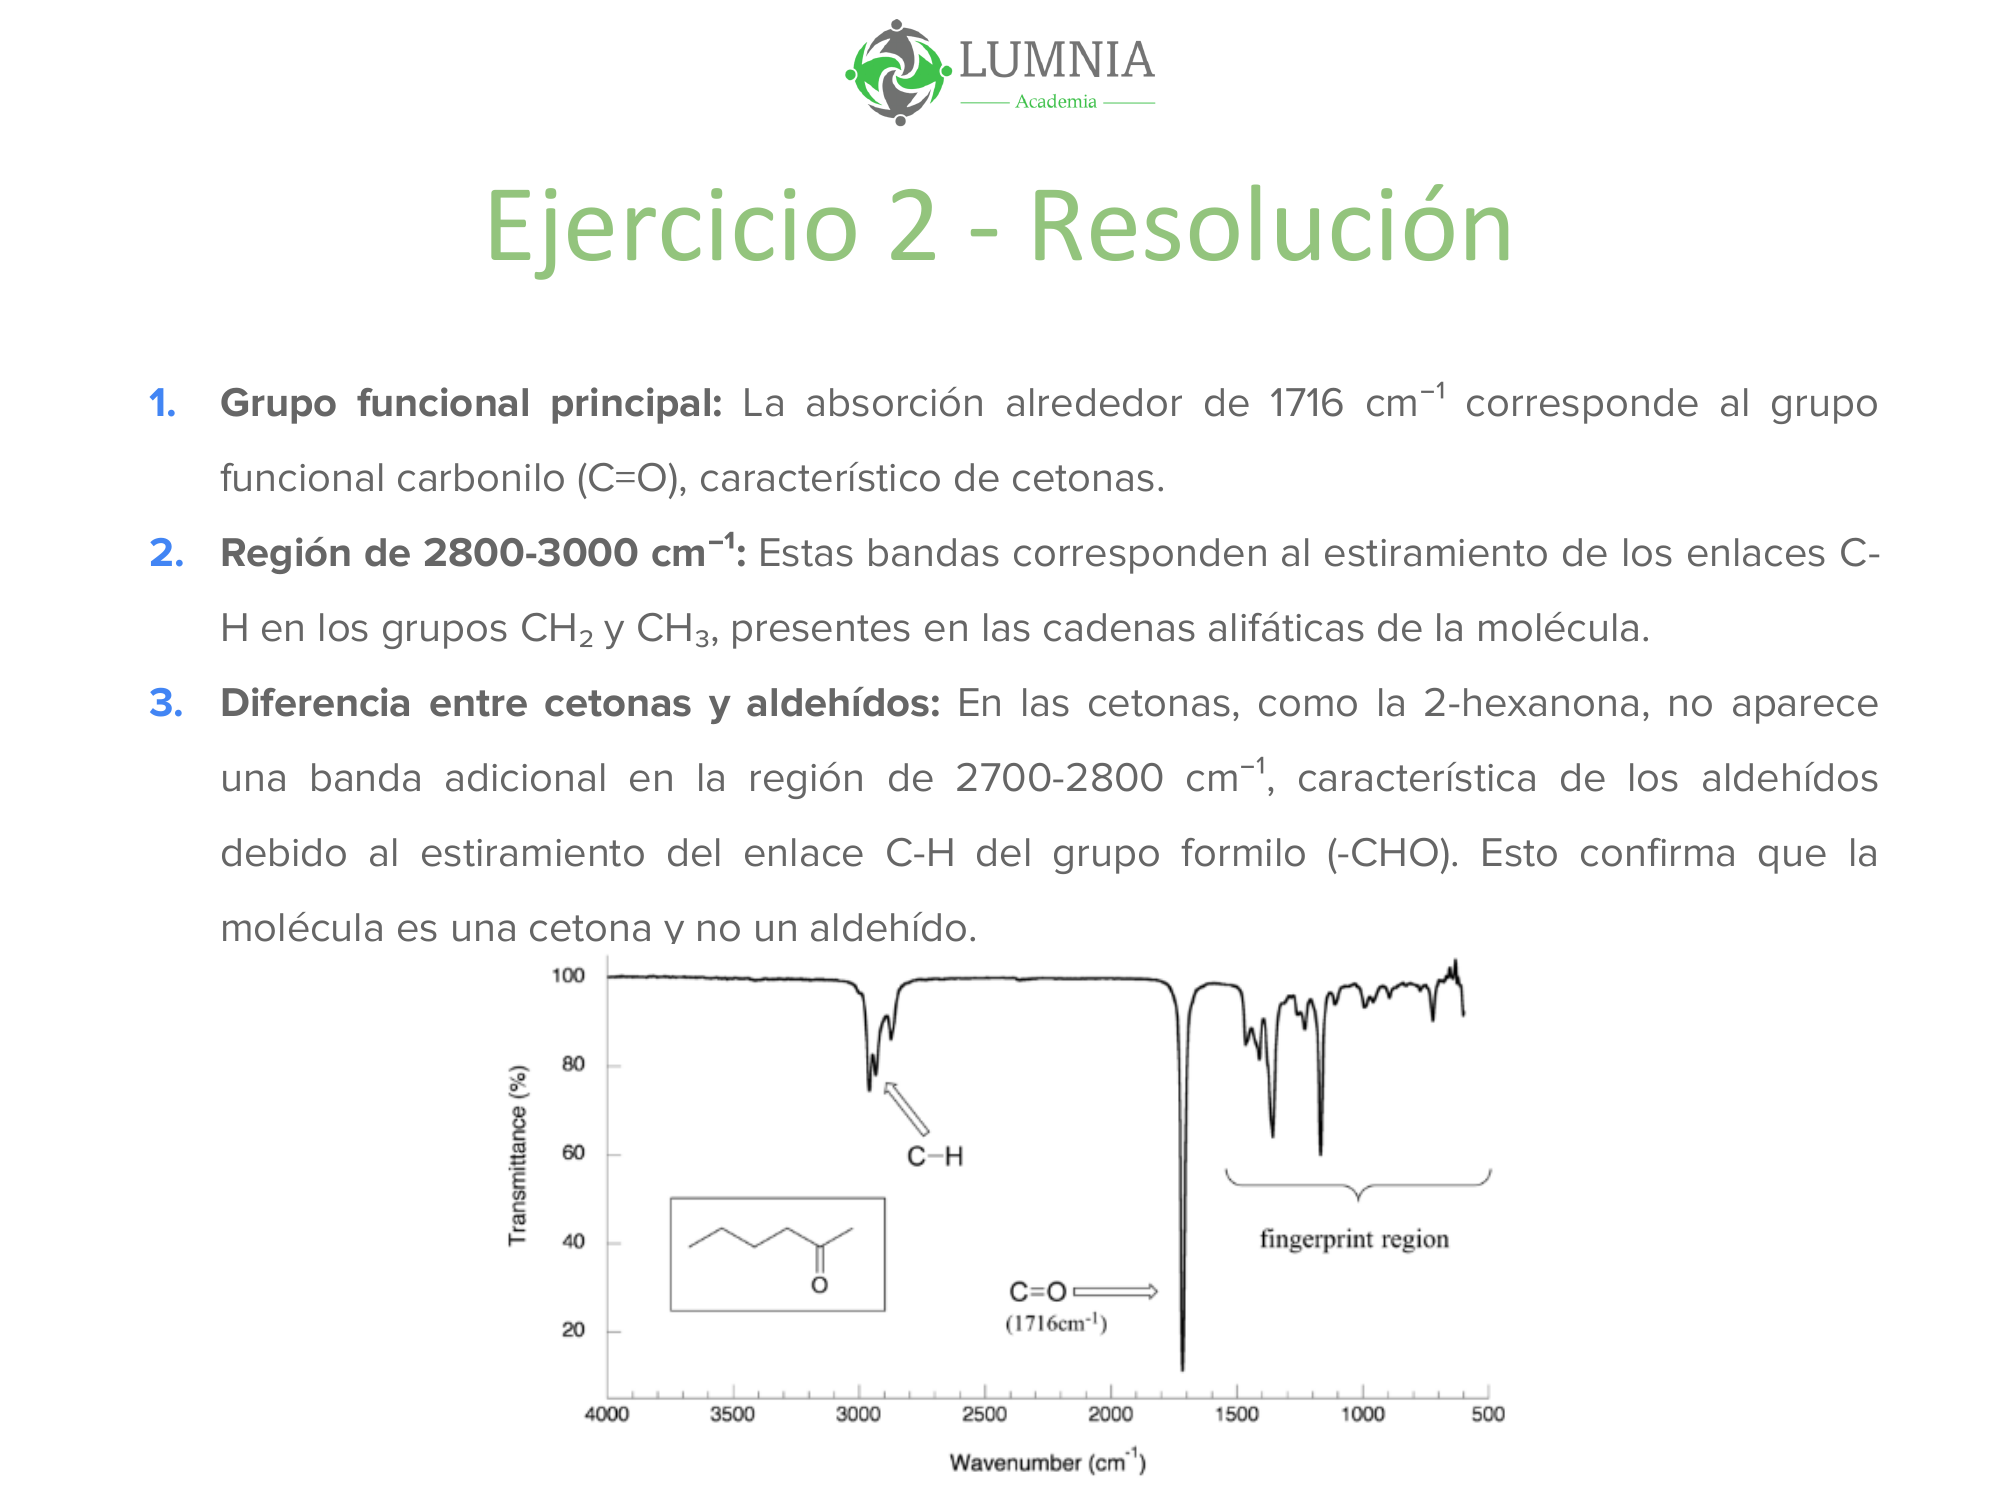 LUMNIA
Academia
Ejercicio 2 - Resolución
1. Grupo funcional principal: La absorción alrededor de 1716 cm⁻¹ corresponde al grupo
funcional carbonilo (C=O), característico de cetonas.
2. Región de 2800-3000 cm⁻¹: Estas bandas corresponden al estiramiento de los enlaces C-
H en los grupos CH₂ y CH₃, presentes en las cadenas alifáticas de la molécula.
3. Diferencia entre cetonas y aldehídos: En las cetonas, como la 2-hexanona, no aparece
una banda adicional en la región de 2700-2800 cm⁻¹, característica de los aldehídos
debido al estiramiento del enlace C-H del grupo formilo (-CHO). Esto confirma que la
molécula es una cetona y no un aldehído.
100
80
60
40
20
Transmittance (%)
C-H
O
C=O
(1716cm⁻¹)
fingerprint region
4000 3500 3000 2500 2000 1500 1000 500
Wavenumber (cm⁻¹)